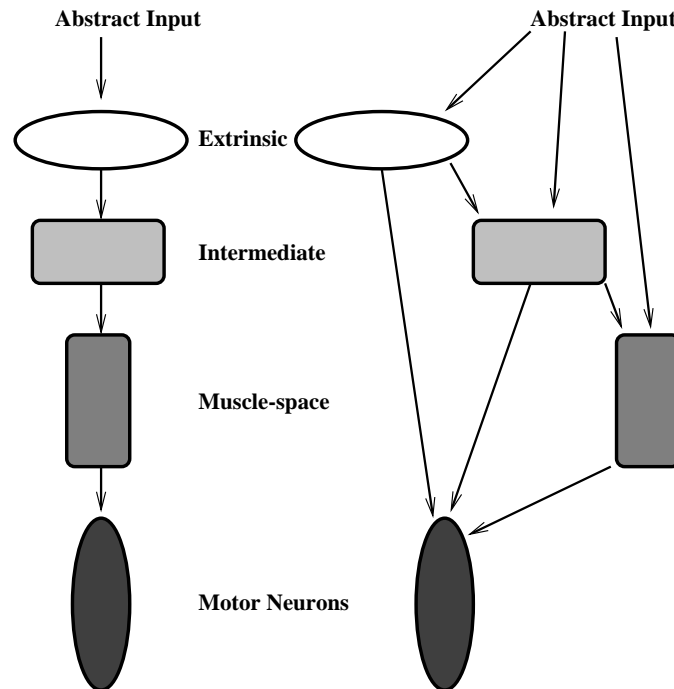 Abstract Input
Abstract Input
Extrinsic
Intermediate
Muscle-space
Motor Neurons